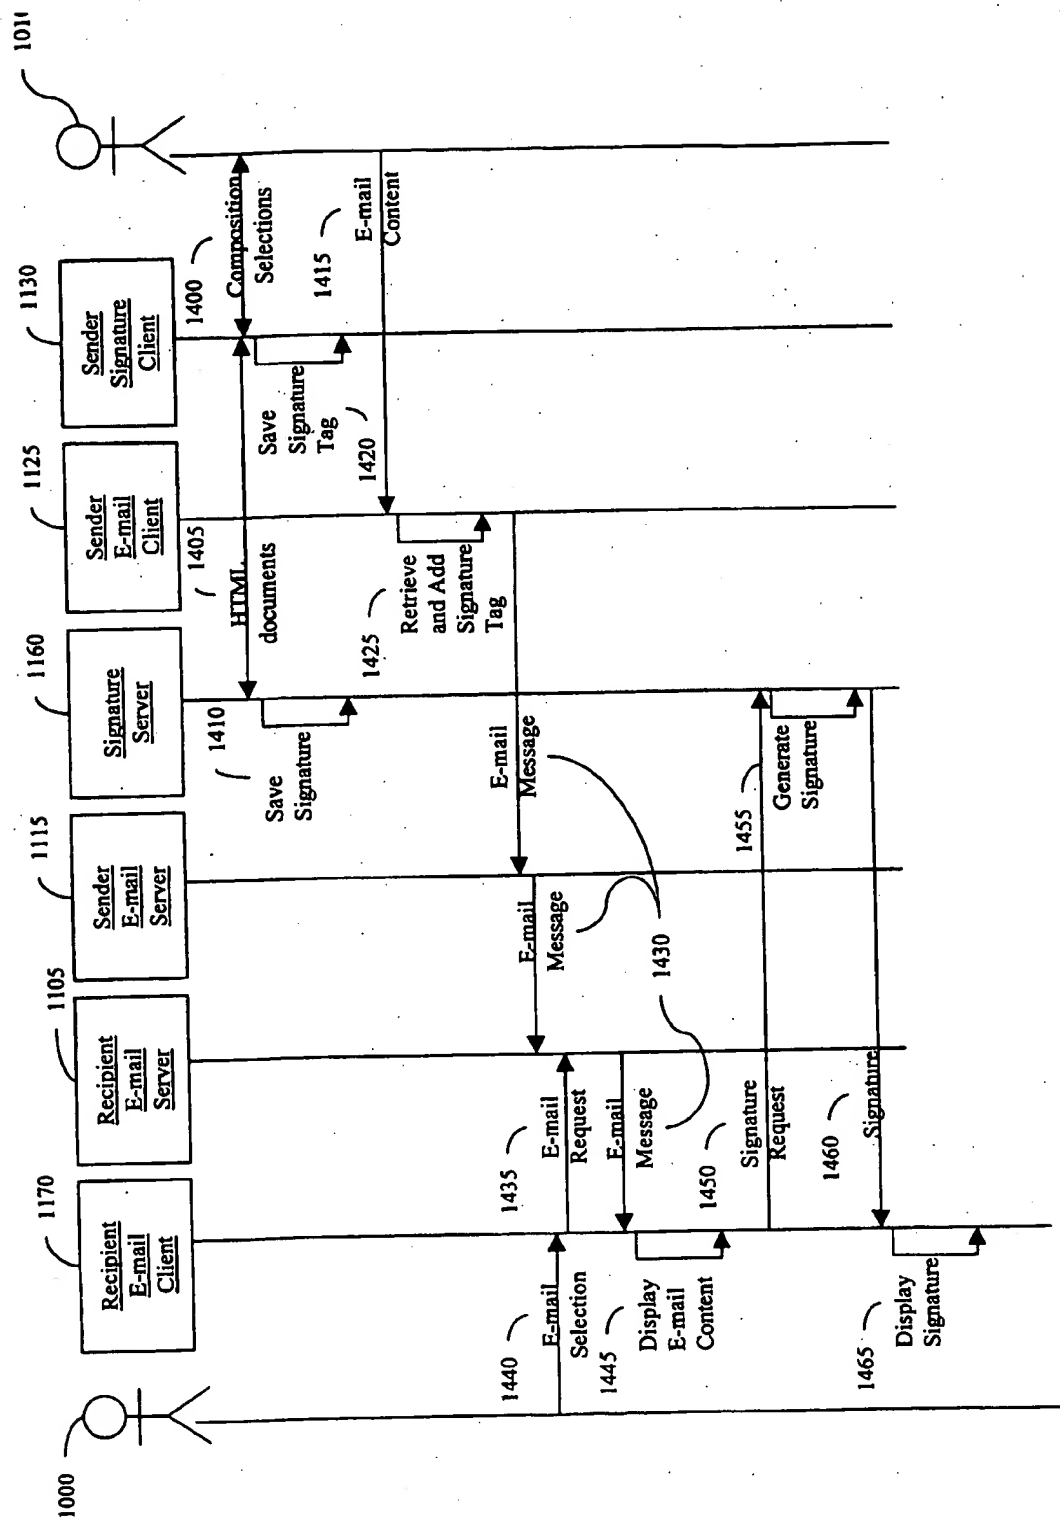 1000
1170
Recipient
E-mail
Client
1105
Recipient
E-mail
Server
1115
Sender
E-mail
Server
1160
Signature
Server
1125
Sender
E-mail
Client
1130
Sender
Signature
Client
1400
Composition
Selections
1405
HTML
documents
1410
Save
Signature
Save
Signature
Tag
1420
1415
E-mail
Content
1425
Retrieve
and Add
Signature
Tag
E-mail
Message
E-mail
Message
1430
1440
E-mail
Selection
1435
E-mail
Request
E-mail
Message
1445
Display
E-mail
Content
1450
Signature
Request
1455
Generate
Signature
1460
Signature
1465
Display
Signature